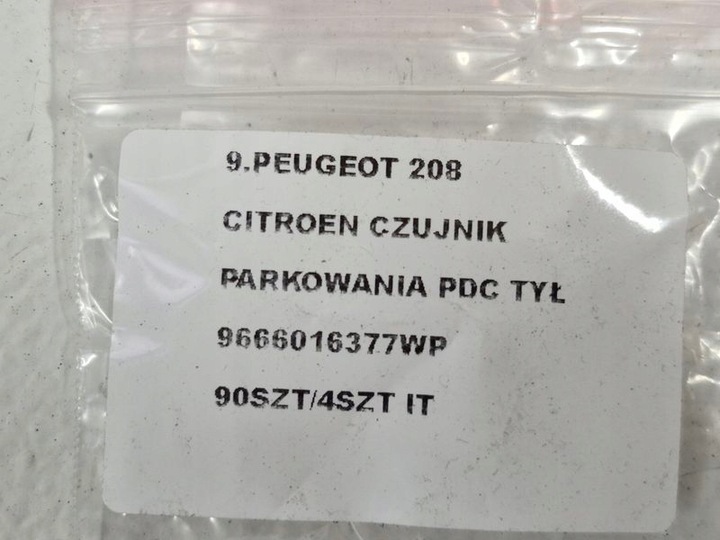 9.PEUGEOT 208
CITROEN CZUJNIK
PARKOWANIA PDC TYŁ
9666016377WP
90SZT/4SZT IT